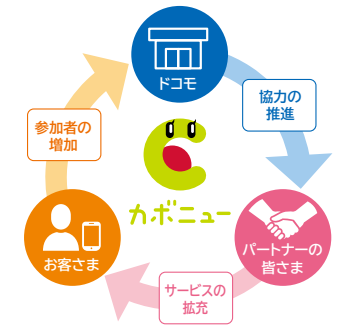 ドコモ
協力の
推進
参加者の
増加
カボニュー
お客さま
パートナーの
皆さま
サービスの
拡充